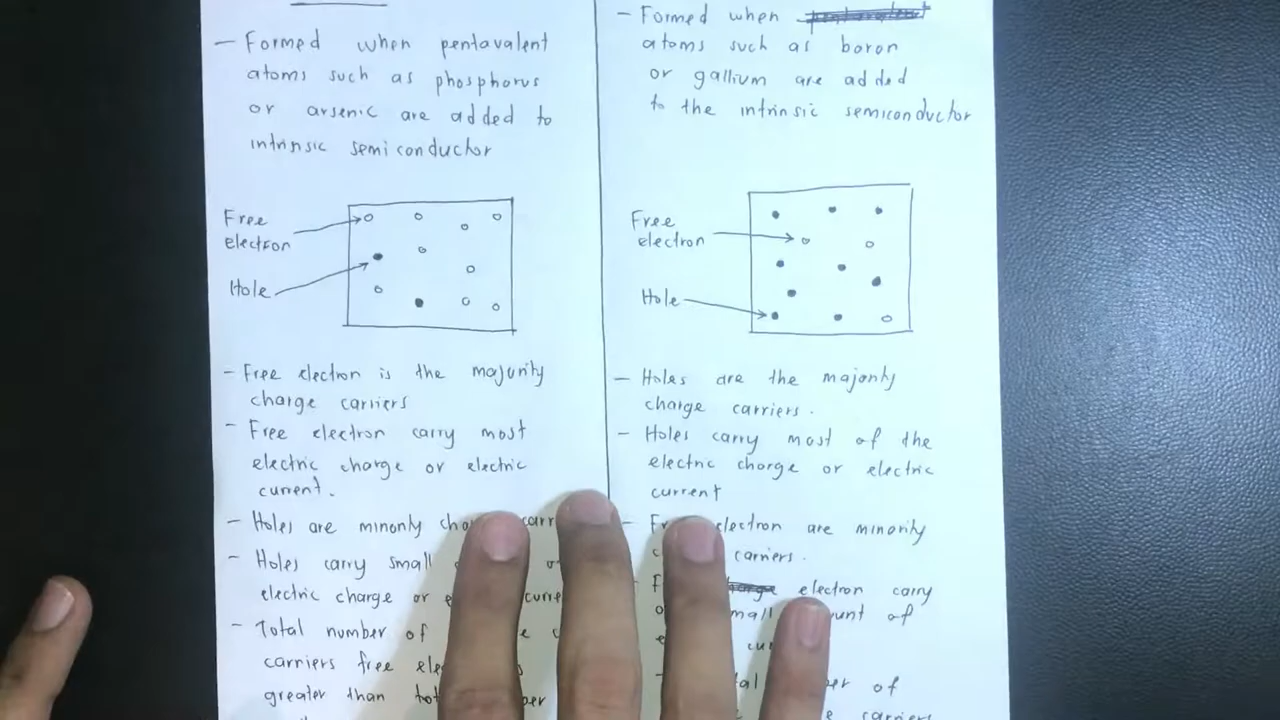 - Formed when pentavalent
atoms such as phosphorus
or arsenic are added to
intrinsic semiconductor
Free
electron
Hole
- Free electron is the majority
charge carriers
- Free electron carry most
electric charge or electric
current.
- Holes are minority
- Holes carry small
electric charge or
- Total number of
carriers free
greater than
- Formed when
atoms such as boron
or gallium are added
to the intrinsic semiconductor
Free
electron
Hole
- Holes are the majority
charge carriers.
- Holes carry most of the
electric charge or electric
current
- electron are minority
carriers.
- electron carry
of
of
carriers